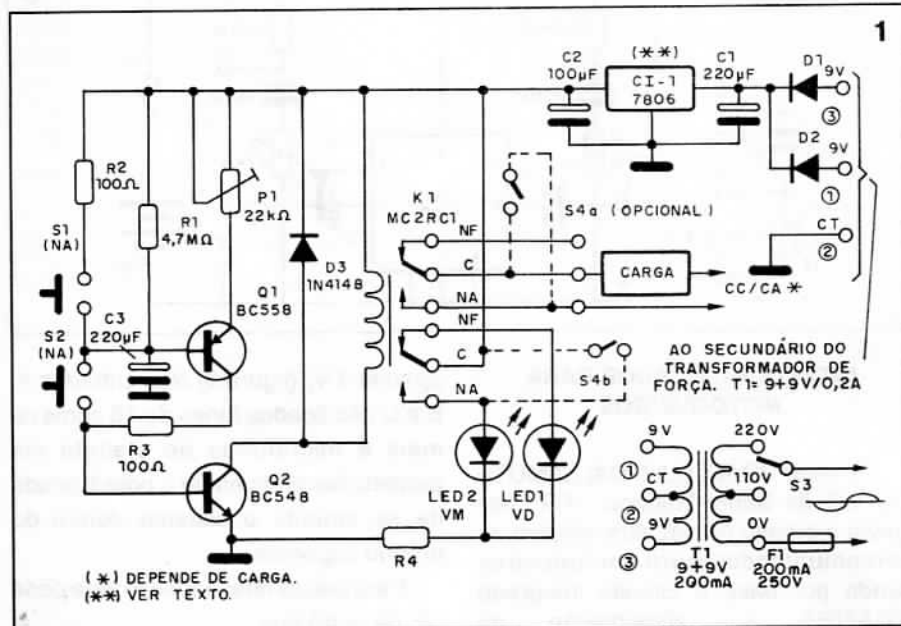 1
C2
100µF
(**)
CI-1
7806
C1
220µF
D1
9V
③
D2
9V
①
CT
②
R2
100Ω
R1
4,7MΩ
P1
22kΩ
K1
MC2RC1
S4a (OPCIONAL)
S1
(NA)
NF
C
CARGA
NA
CC/CA *
D3
1N4148
Q1
BC558
C3
220µF
S2
(NA)
NF
C
NA
S4b
AO SECUNDÁRIO DO
TRANSFORMADOR DE
FORÇA. T1= 9+9V/0,2A
R3
100Ω
Q2
BC548
LED2
VM
LED1
VD
R4
9V
①
CT
②
9V
③
T1
9+9V
200mA
220V
110V
0V
S3
F1
200mA
250V
(*) DEPENDE DE CARGA.
(**) VER TEXTO.